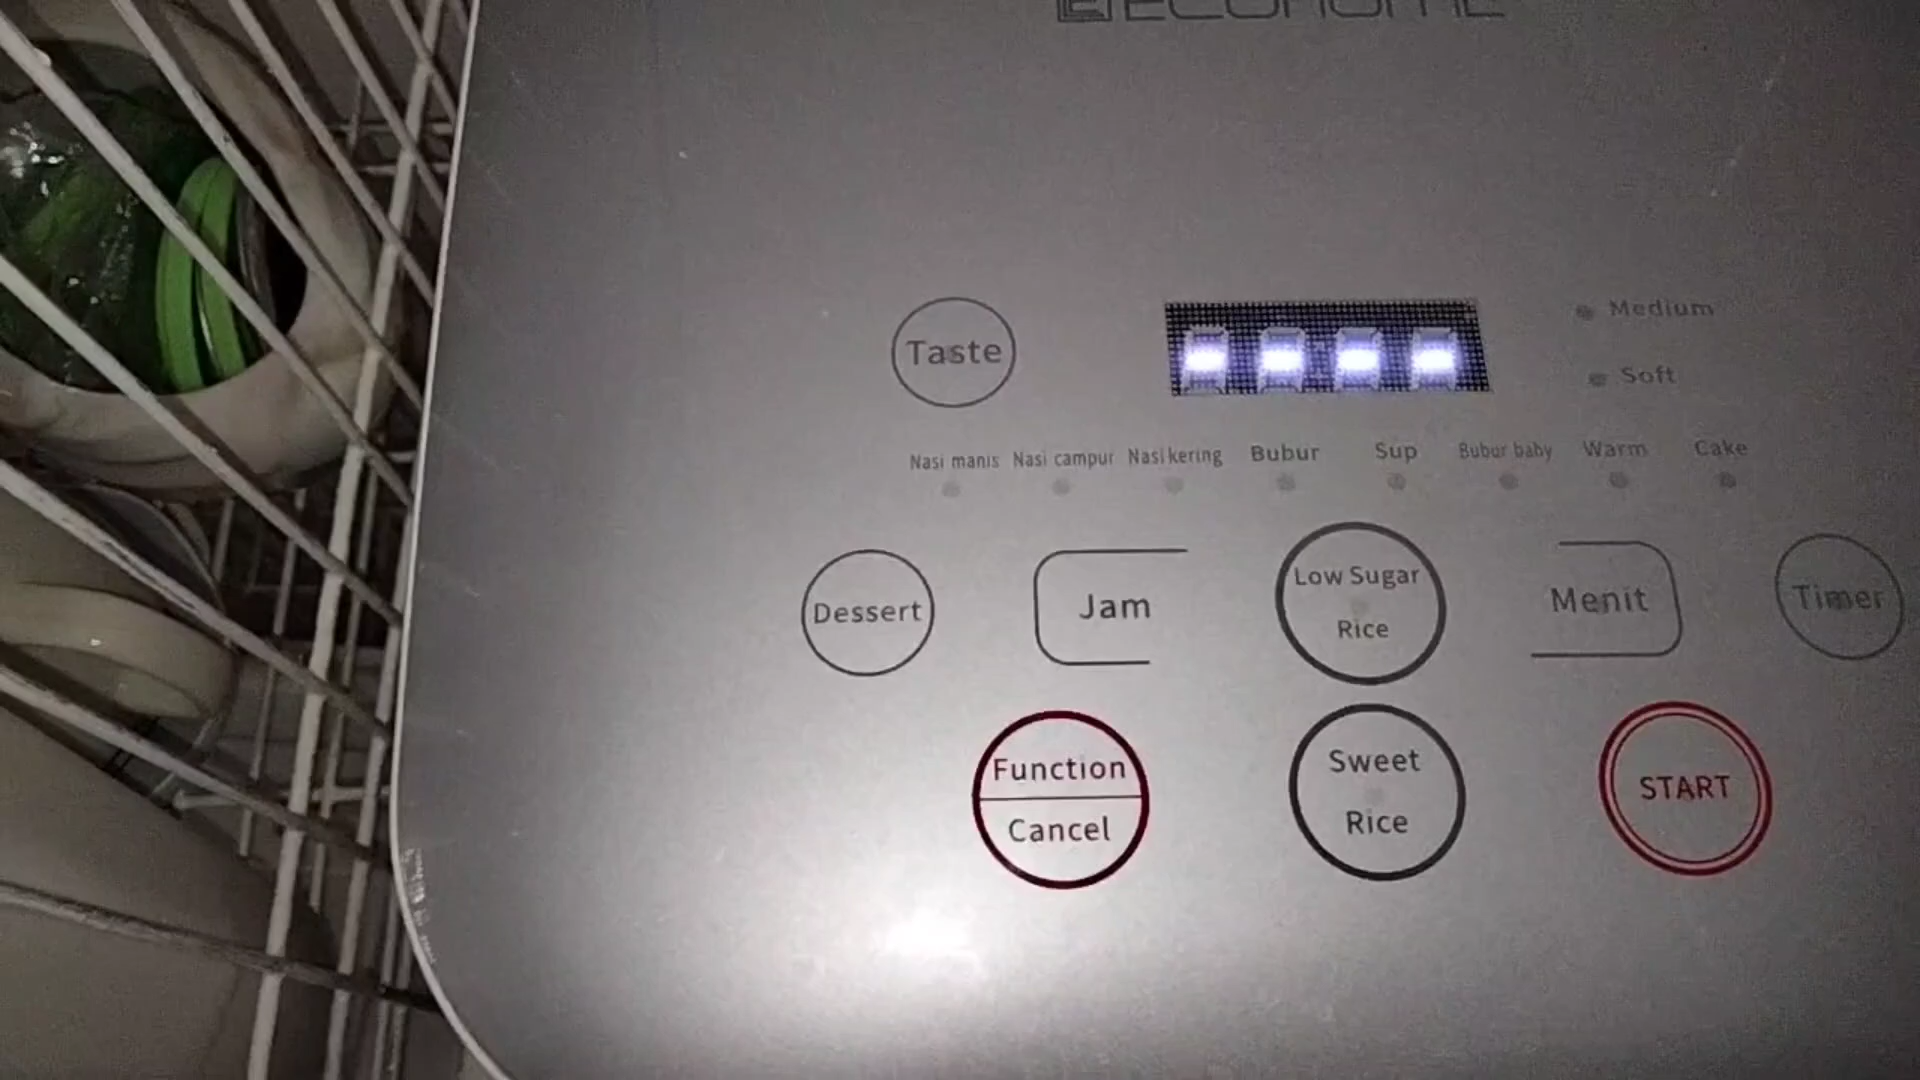 ECOHOME
Taste
Medium
Soft
Nasi manis Nasi campur Nasi kering Bubur Sup Bubur baby Warm Cake
Dessert
Jam
Low Sugar
Rice
Menit
Timer
Function
Cancel
Sweet
Rice
START